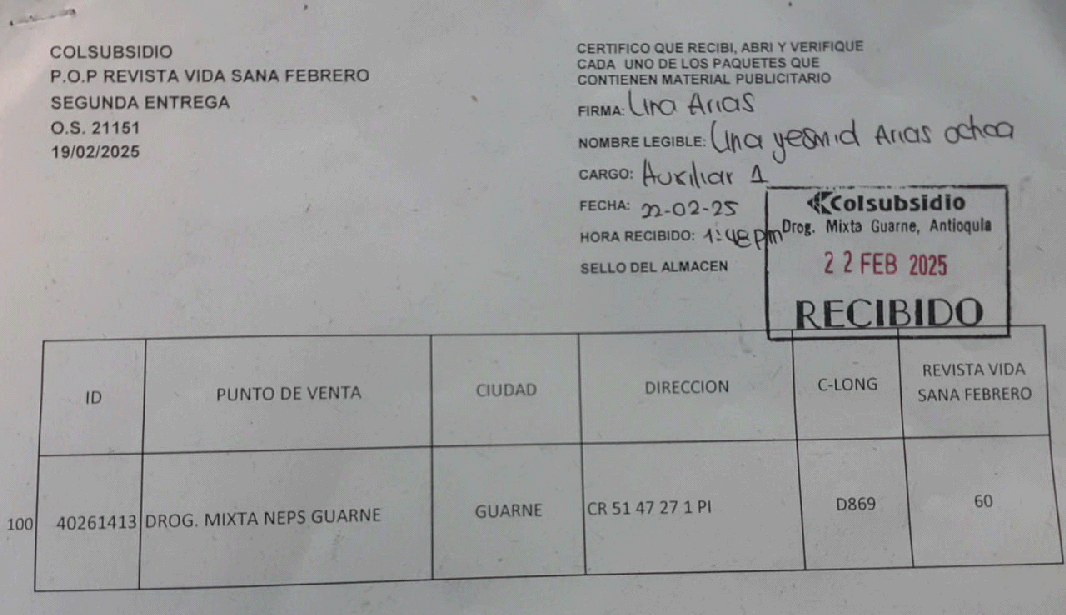 COLSUBSIDIO
P.O.P REVISTA VIDA SANA FEBRERO
SEGUNDA ENTREGA
O.S. 21151
19/02/2025
CERTIFICO QUE RECIBI, ABRI Y VERIFIQUE
CADA UNO DE LOS PAQUETES QUE
CONTIENEN MATERIAL PUBLICITARIO
FIRMA: Lina Arias
NOMBRE LEGIBLE: Lina yesmid Arias ochoa
CARGO: Auxiliar 1
FECHA: 22-02-25
HORA RECIBIDO: 1:48 pm
SELLO DEL ALMACEN
Colsubsidio
Drog. Mixta Guarne, Antioquia
22 FEB 2025
RECIBIDO
ID PUNTO DE VENTA CIUDAD DIRECCION C-LONG REVISTA VIDA SANA FEBRERO
100 40261413 DROG. MIXTA NEPS GUARNE GUARNE CR 51 47 27 1 PI D869 60